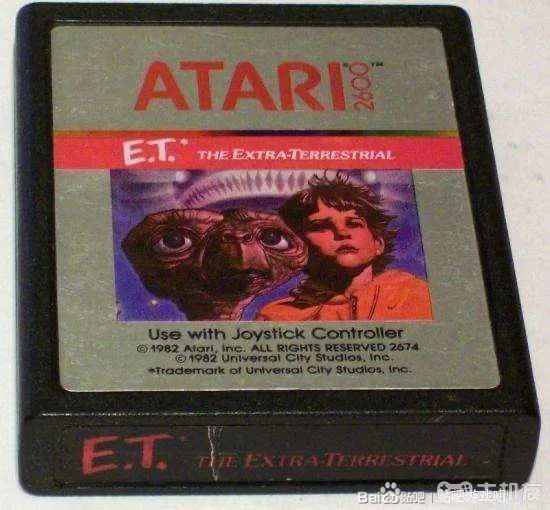 ATARI 2600™
E.T.* THE EXTRA-TERRESTRIAL
Use with Joystick Controller
© 1982 Atari, Inc. ALL RIGHTS RESERVED 2674
© 1982 Universal City Studios, Inc.
*Trademark of Universal City Studios, Inc.
E.T.* THE EXTRA-TERRESTRIAL